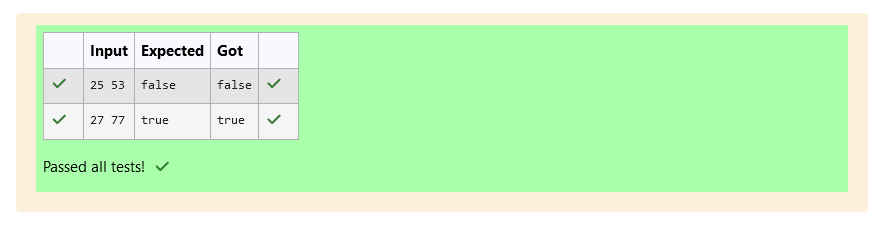 Input Expected Got
25 53 false false
27 77 true true
Passed all tests!